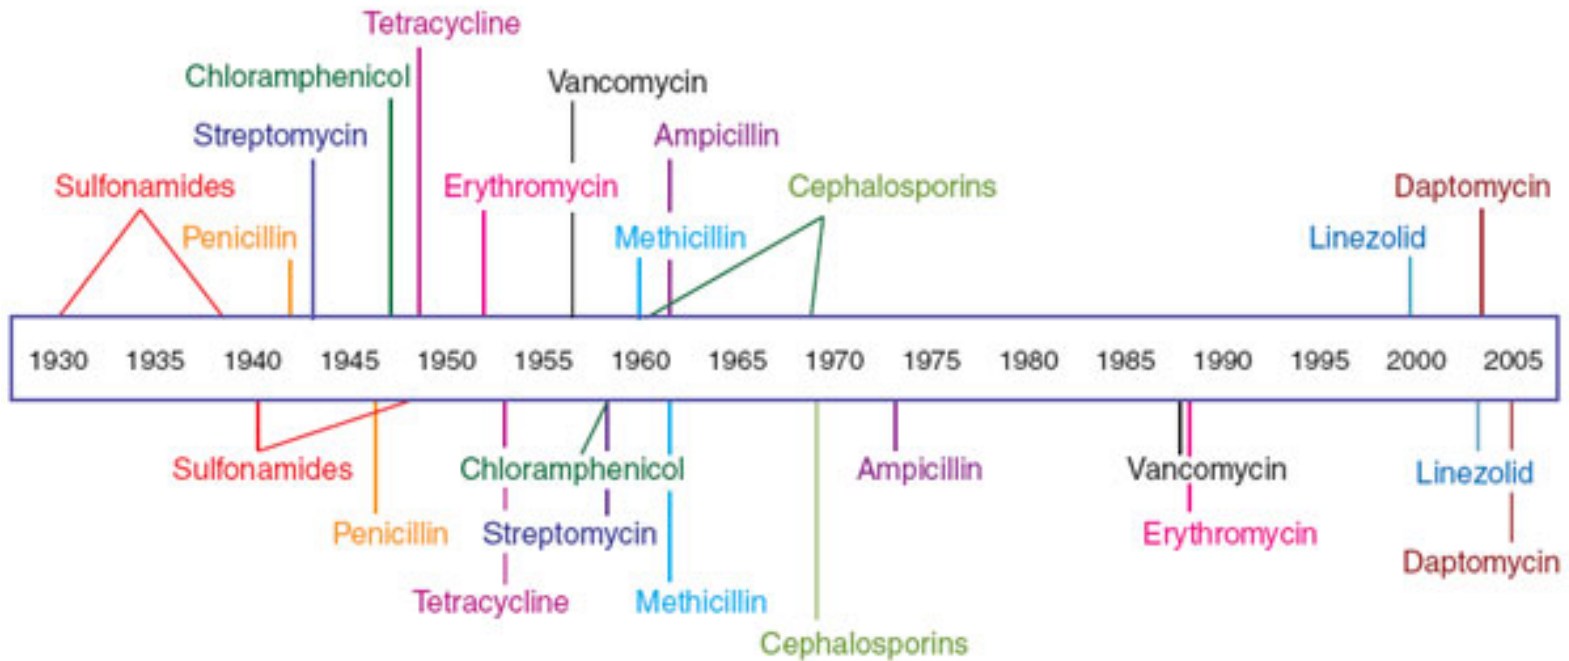 Tetracycline
Chloramphenicol
Vancomycin
Streptomycin
Ampicillin
Sulfonamides
Erythromycin
Cephalosporins
Daptomycin
Penicillin
Methicillin
Linezolid
1930 1935 1940 1945 1950 1955 1960 1965 1970 1975 1980 1985 1990 1995 2000 2005
Sulfonamides
Chloramphenicol
Ampicillin
Vancomycin
Linezolid
Penicillin
Streptomycin
Erythromycin
Daptomycin
Tetracycline
Methicillin
Cephalosporins